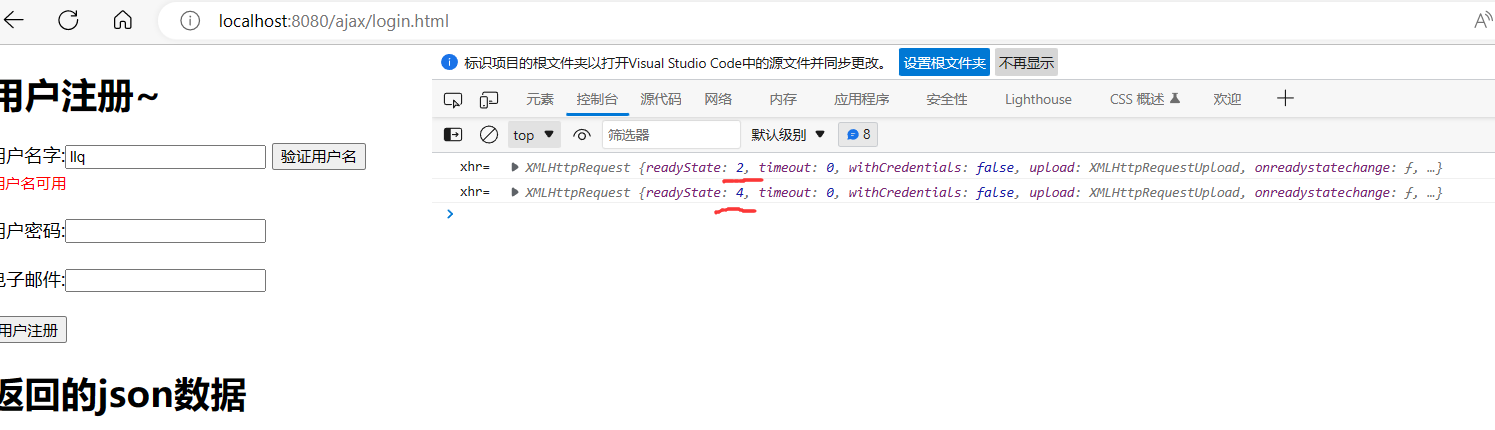 localhost:8080/ajax/login.html
标识项目的根文件夹以打开Visual Studio Code中的源文件并同步更改。 设置根文件夹 不再显示
元素 控制台 源代码 网络 内存 应用程序 安全性 Lighthouse CSS 概述 欢迎
top 筛选器 默认级别 8
xhr= XMLHttpRequest {readyState: 2, timeout: 0, withCredentials: false, upload: XMLHttpRequestUpload, onreadystatechange: ƒ, …}
xhr= XMLHttpRequest {readyState: 4, timeout: 0, withCredentials: false, upload: XMLHttpRequestUpload, onreadystatechange: ƒ, …}
用户注册~
用户名字: llq 验证用户名
用户名可用
用户密码:
电子邮件:
用户注册
返回的json数据